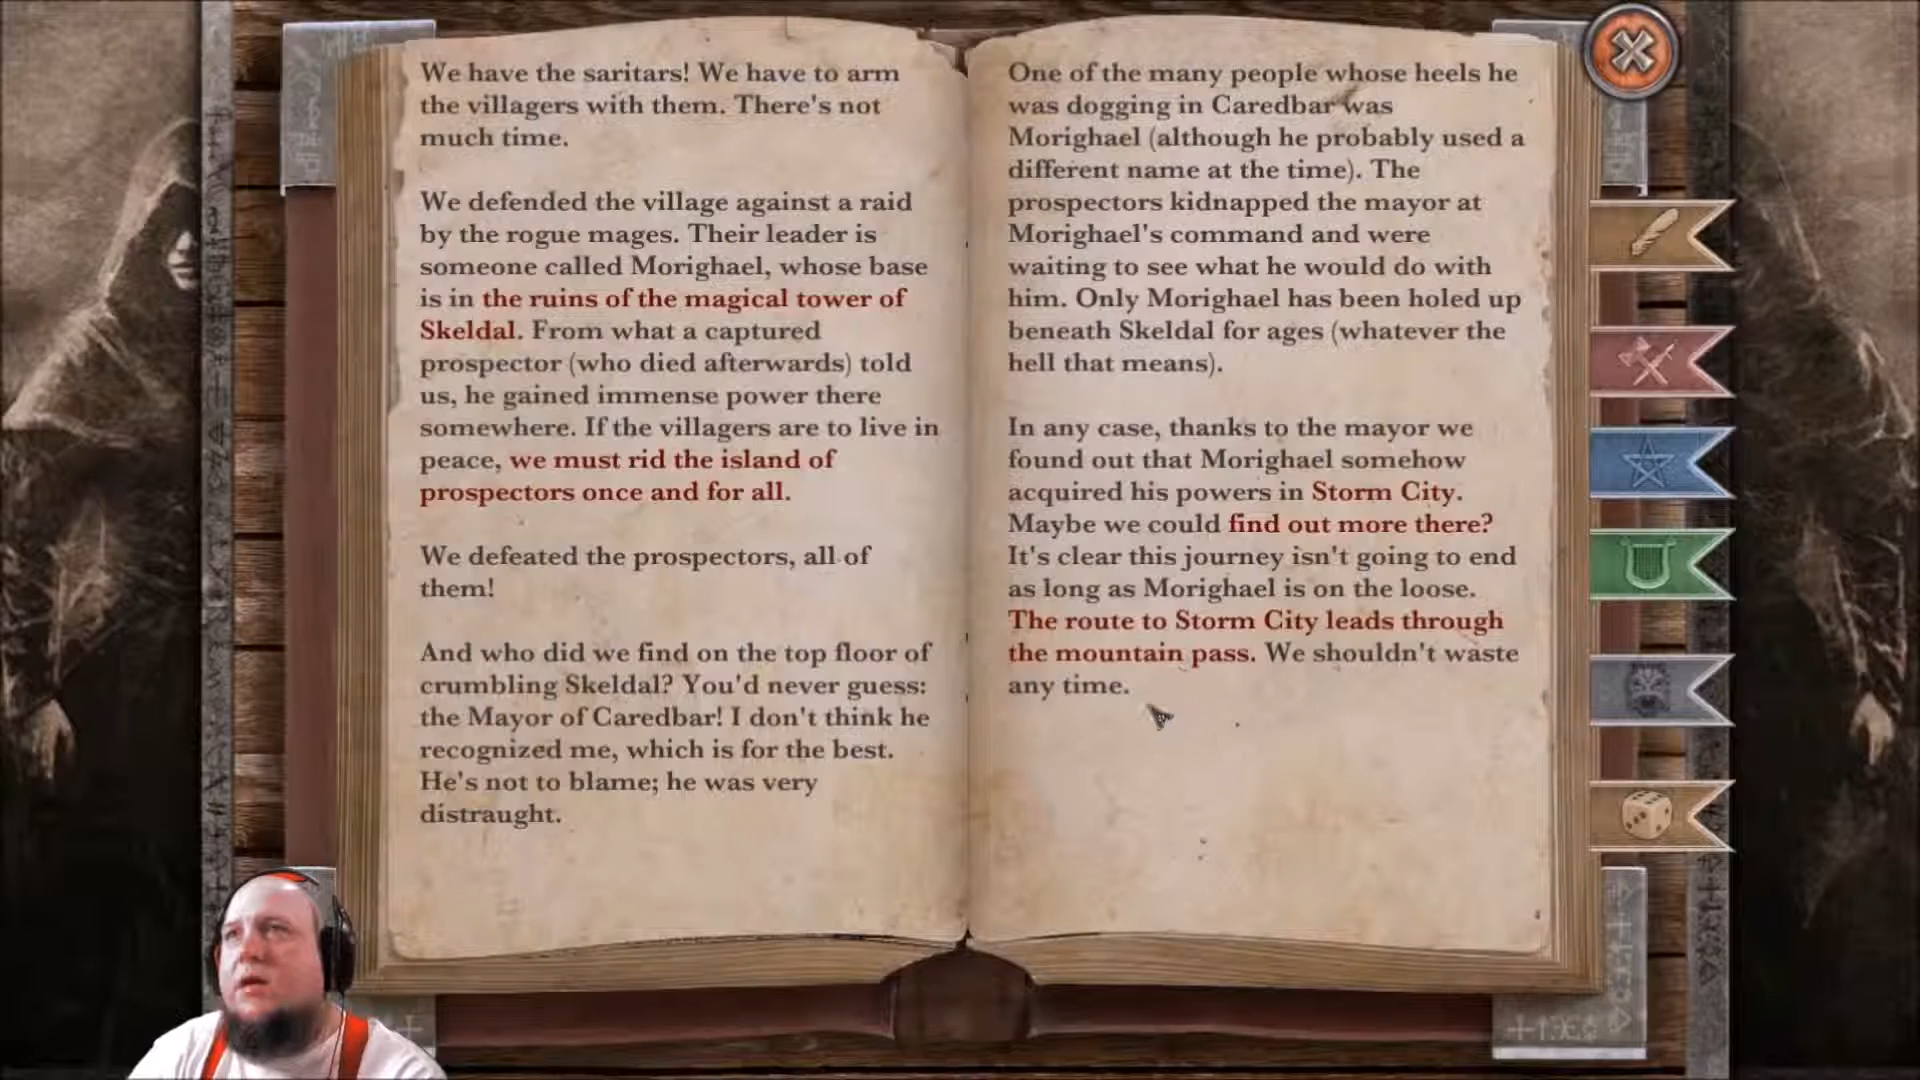 We have the saritars! We have to arm
the villagers with them. There's not
much time.
We defended the village against a raid
by the rogue mages. Their leader is
someone called Morighael, whose base
is in the ruins of the magical tower of
Skeldal. From what a captured
prospector (who died afterwards) told
us, he gained immense power there
somewhere. If the villagers are to live in
peace, we must rid the island of
prospectors once and for all.
We defeated the prospectors, all of
them!
And who did we find on the top floor of
crumbling Skeldal? You'd never guess:
the Mayor of Caredbar! I don't think he
recognized me, which is for the best.
He's not to blame; he was very
distraught.
One of the many people whose heels he
was dogging in Caredbar was
Morighael (although he probably used a
different name at the time). The
prospectors kidnapped the mayor at
Morighael's command and were
waiting to see what he would do with
him. Only Morighael has been holed up
beneath Skeldal for ages (whatever the
hell that means).
In any case, thanks to the mayor we
found out that Morighael somehow
acquired his powers in Storm City.
Maybe we could find out more there?
It's clear this journey isn't going to end
as long as Morighael is on the loose.
The route to Storm City leads through
the mountain pass. We shouldn't waste
any time.